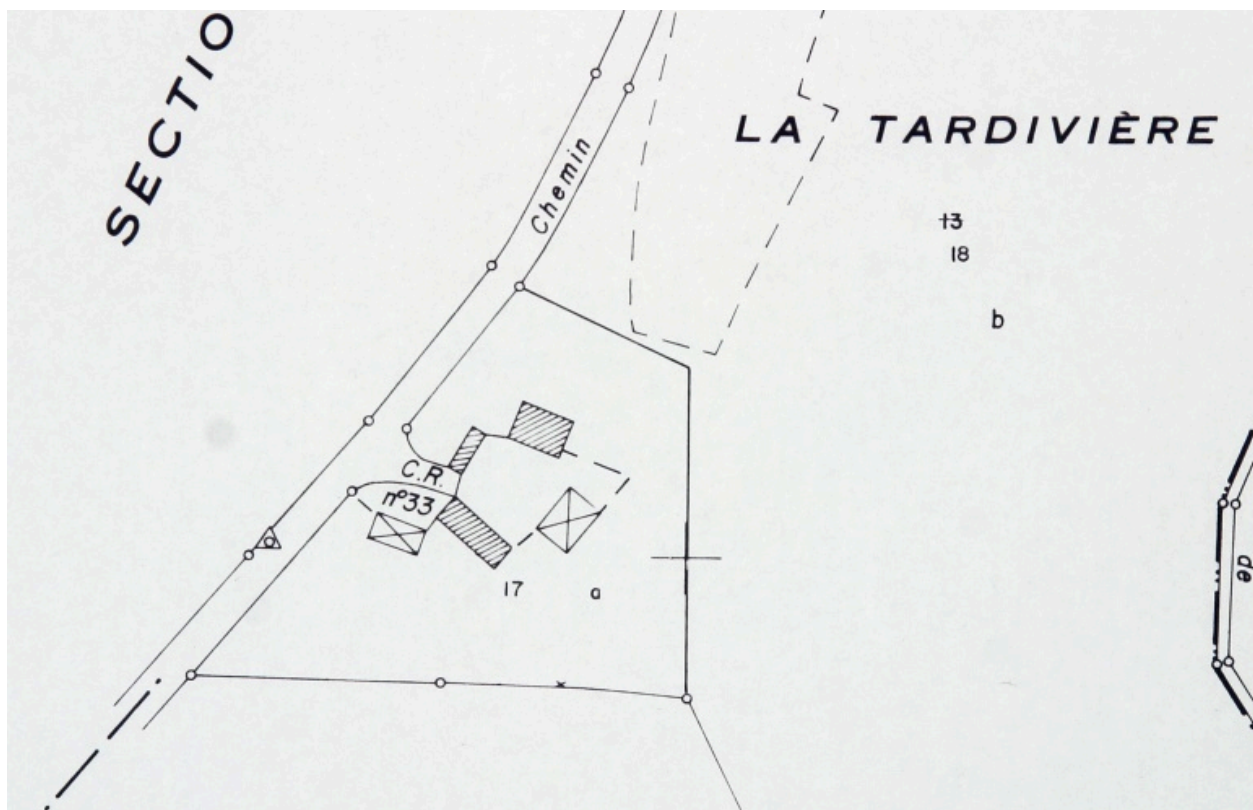 SECTIO
Chemin
LA TARDIVIÈRE
13
18
b
C.R.
n°33
17
a
de